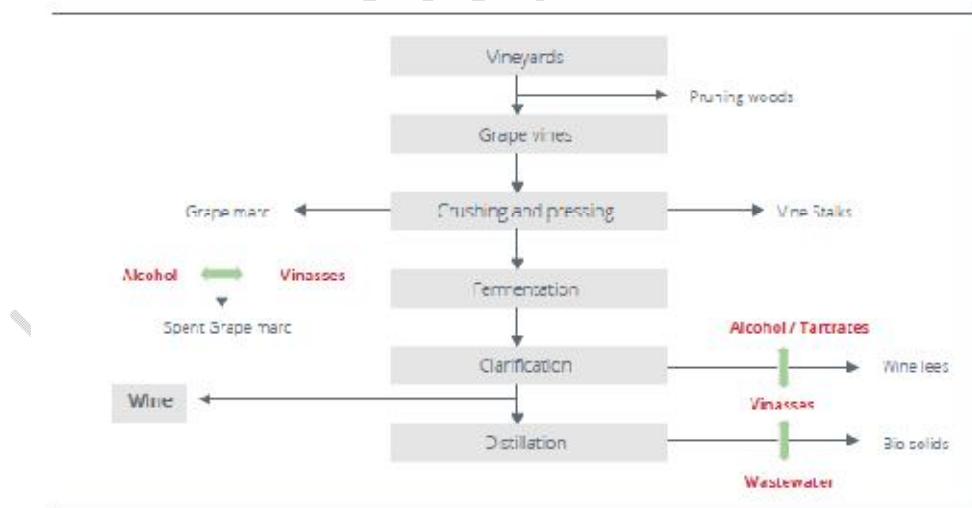 Vineyards
Pruning woods
Grape vines
Grape marc
Crushing and pressing
Vine Stalks
Alcohol
Vinasses
Fermentation
Spent Grape marc
Alcohol / Tartrates
Clarification
Wine lees
Wine
Vinasses
Distillation
Bio solids
Wastewater